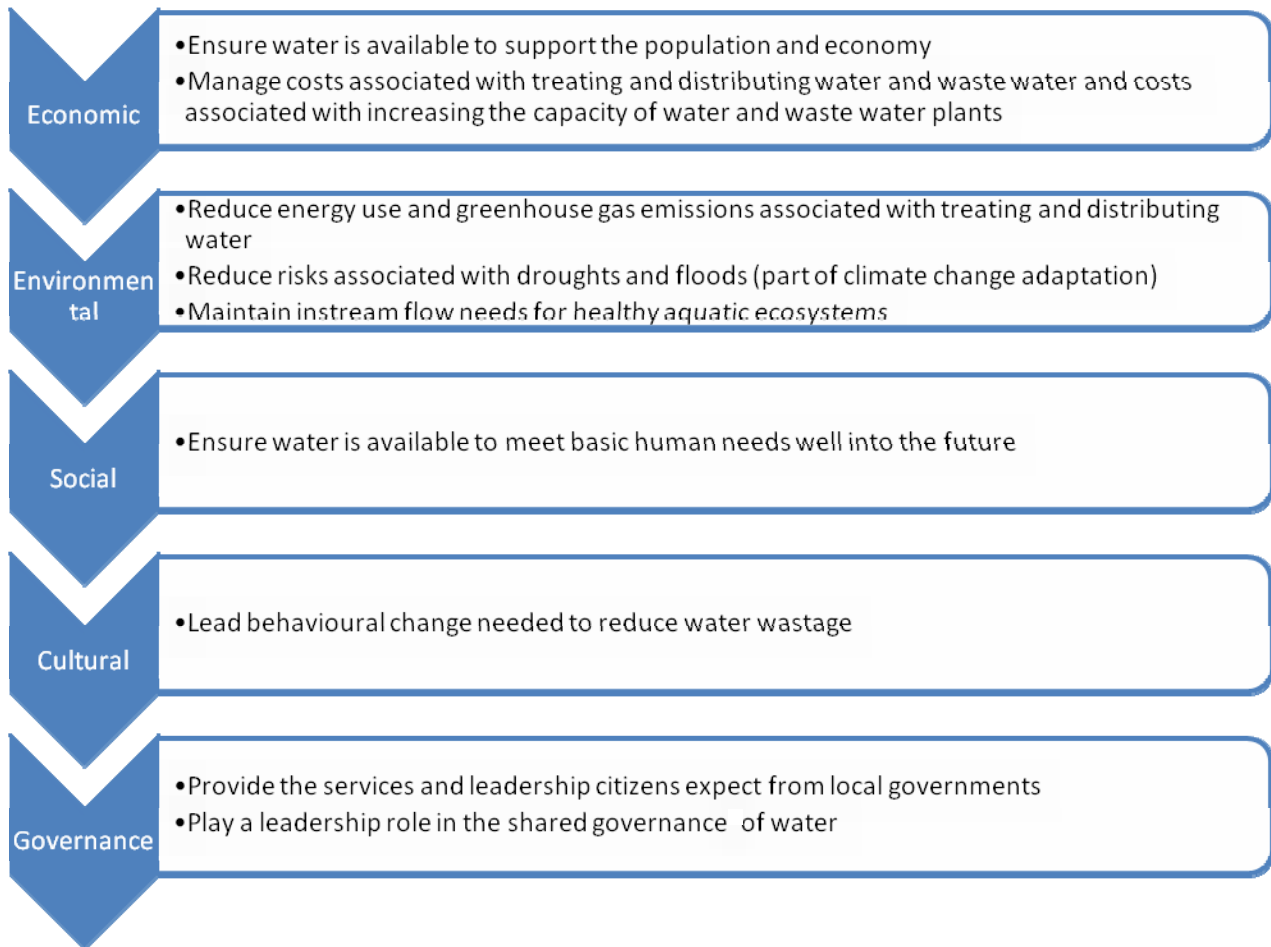 Economic
•Ensure water is available to support the population and economy
•Manage costs associated with treating and distributing water and waste water and costs
associated with increasing the capacity of water and waste water plants
Environmen
tal
•Reduce energy use and greenhouse gas emissions associated with treating and distributing
water
•Reduce risks associated with droughts and floods (part of climate change adaptation)
•Maintain instream flow needs for healthy aquatic ecosystems
Social
•Ensure water is available to meet basic human needs well into the future
Cultural
•Lead behavioural change needed to reduce water wastage
Governance
•Provide the services and leadership citizens expect from local governments
•Play a leadership role in the shared governance of water